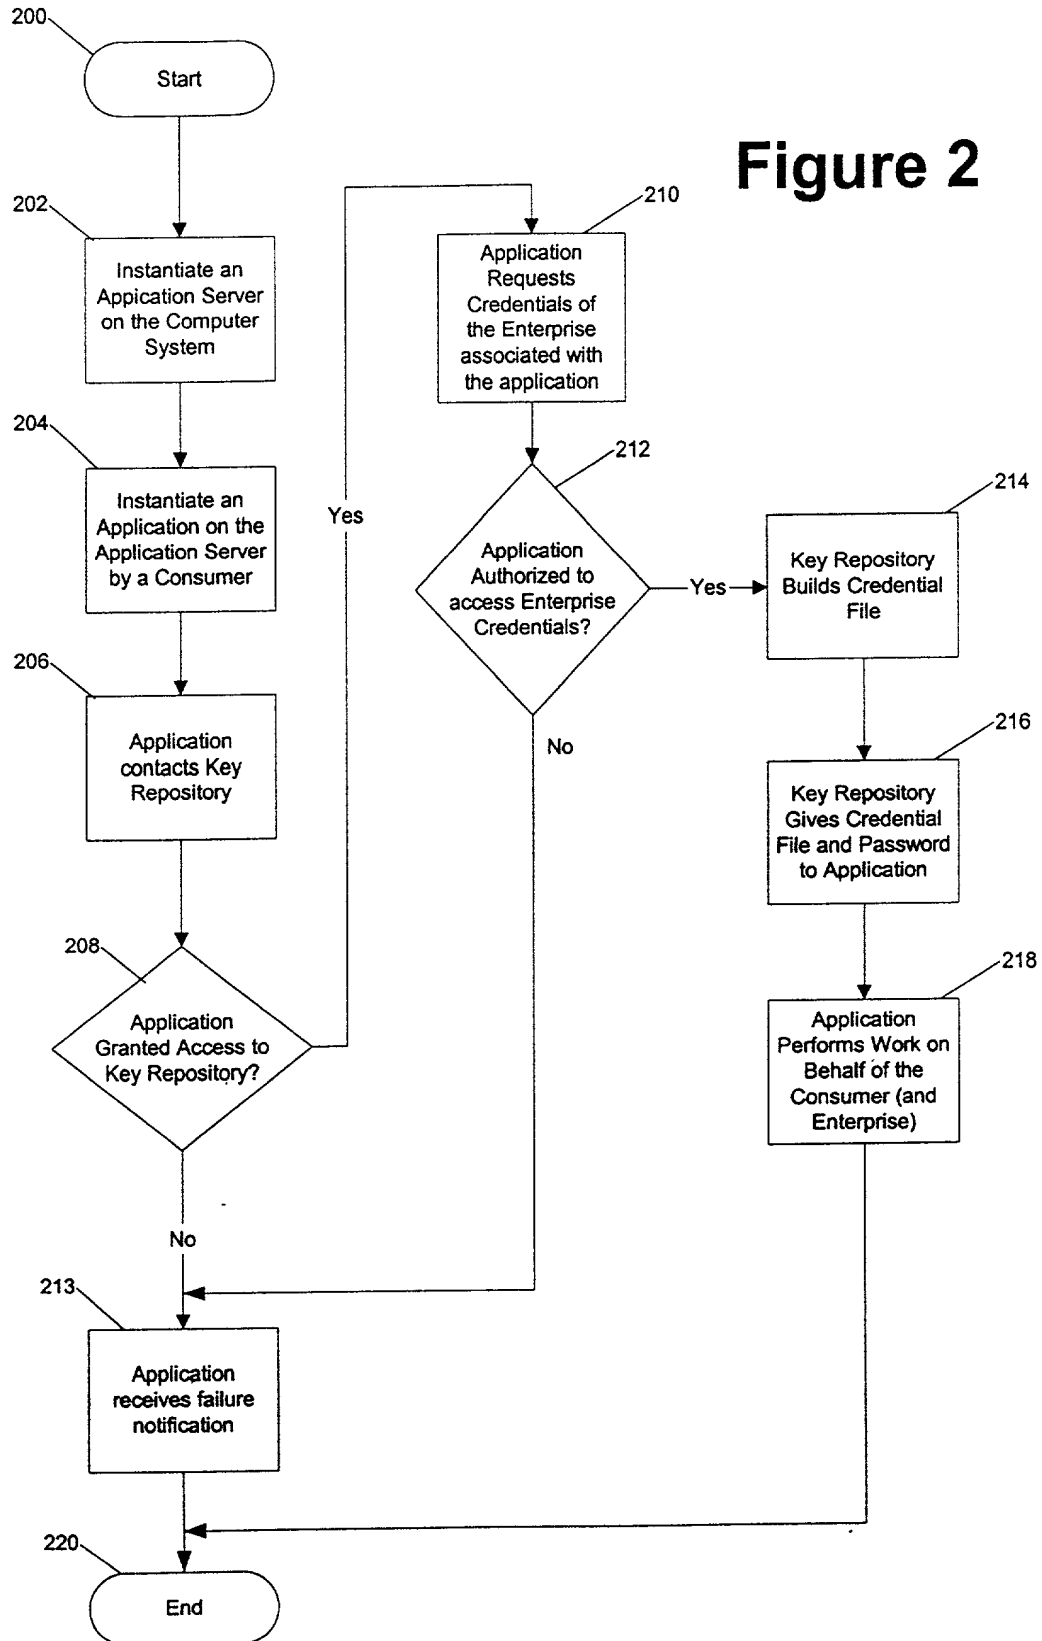 Figure 2
200
Start
202
Instantiate an
Appication Server
on the Computer
System
204
Instantiate an
Application on the
Application Server
by a Consumer
206
Application
contacts Key
Repository
208
Application
Granted Access to
Key Repository?
Yes
No
210
Application
Requests
Credentials of
the Enterprise
associated with
the application
212
Application
Authorized to
access Enterprise
Credentials?
Yes
No
213
Application
receives failure
notification
214
Key Repository
Builds Credential
File
216
Key Repository
Gives Credential
File and Password
to Application
218
Application
Performs Work on
Behalf of the
Consumer (and
Enterprise)
220
End